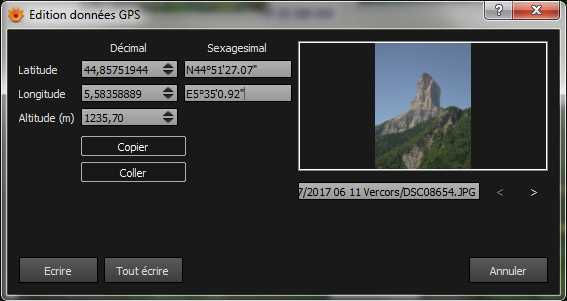 Edition données GPS
Décimal Sexagesimal
Latitude 44,85751944 N44°51'27.07"
Longitude 5,58358889 E5°35'0.92"
Altitude (m) 1235,70
Copier
Coller
7/2017 06 11 Vercors/DSC08654.JPG < >
Ecrire Tout écrire Annuler